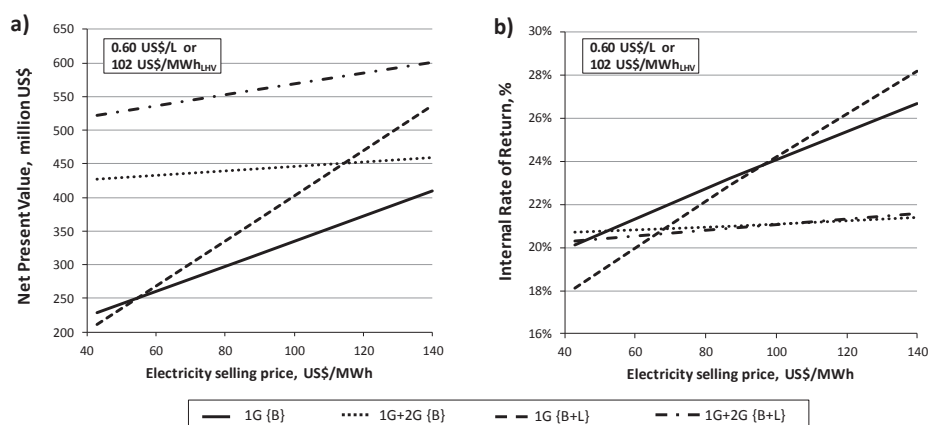 a)
0.60 US$/L or
102 US$/MWhLHV
Net Present Value, million US$
650
600
550
500
450
400
350
300
250
200
40 60 80 100 120 140
Electricity selling price, US$/MWh
b)
0.60 US$/L or
102 US$/MWhLHV
Internal Rate of Return, %
30%
28%
26%
24%
22%
20%
18%
16%
40 60 80 100 120 140
Electricity selling price, US$/MWh
1G {B} 1G+2G {B} 1G {B+L} 1G+2G {B+L}